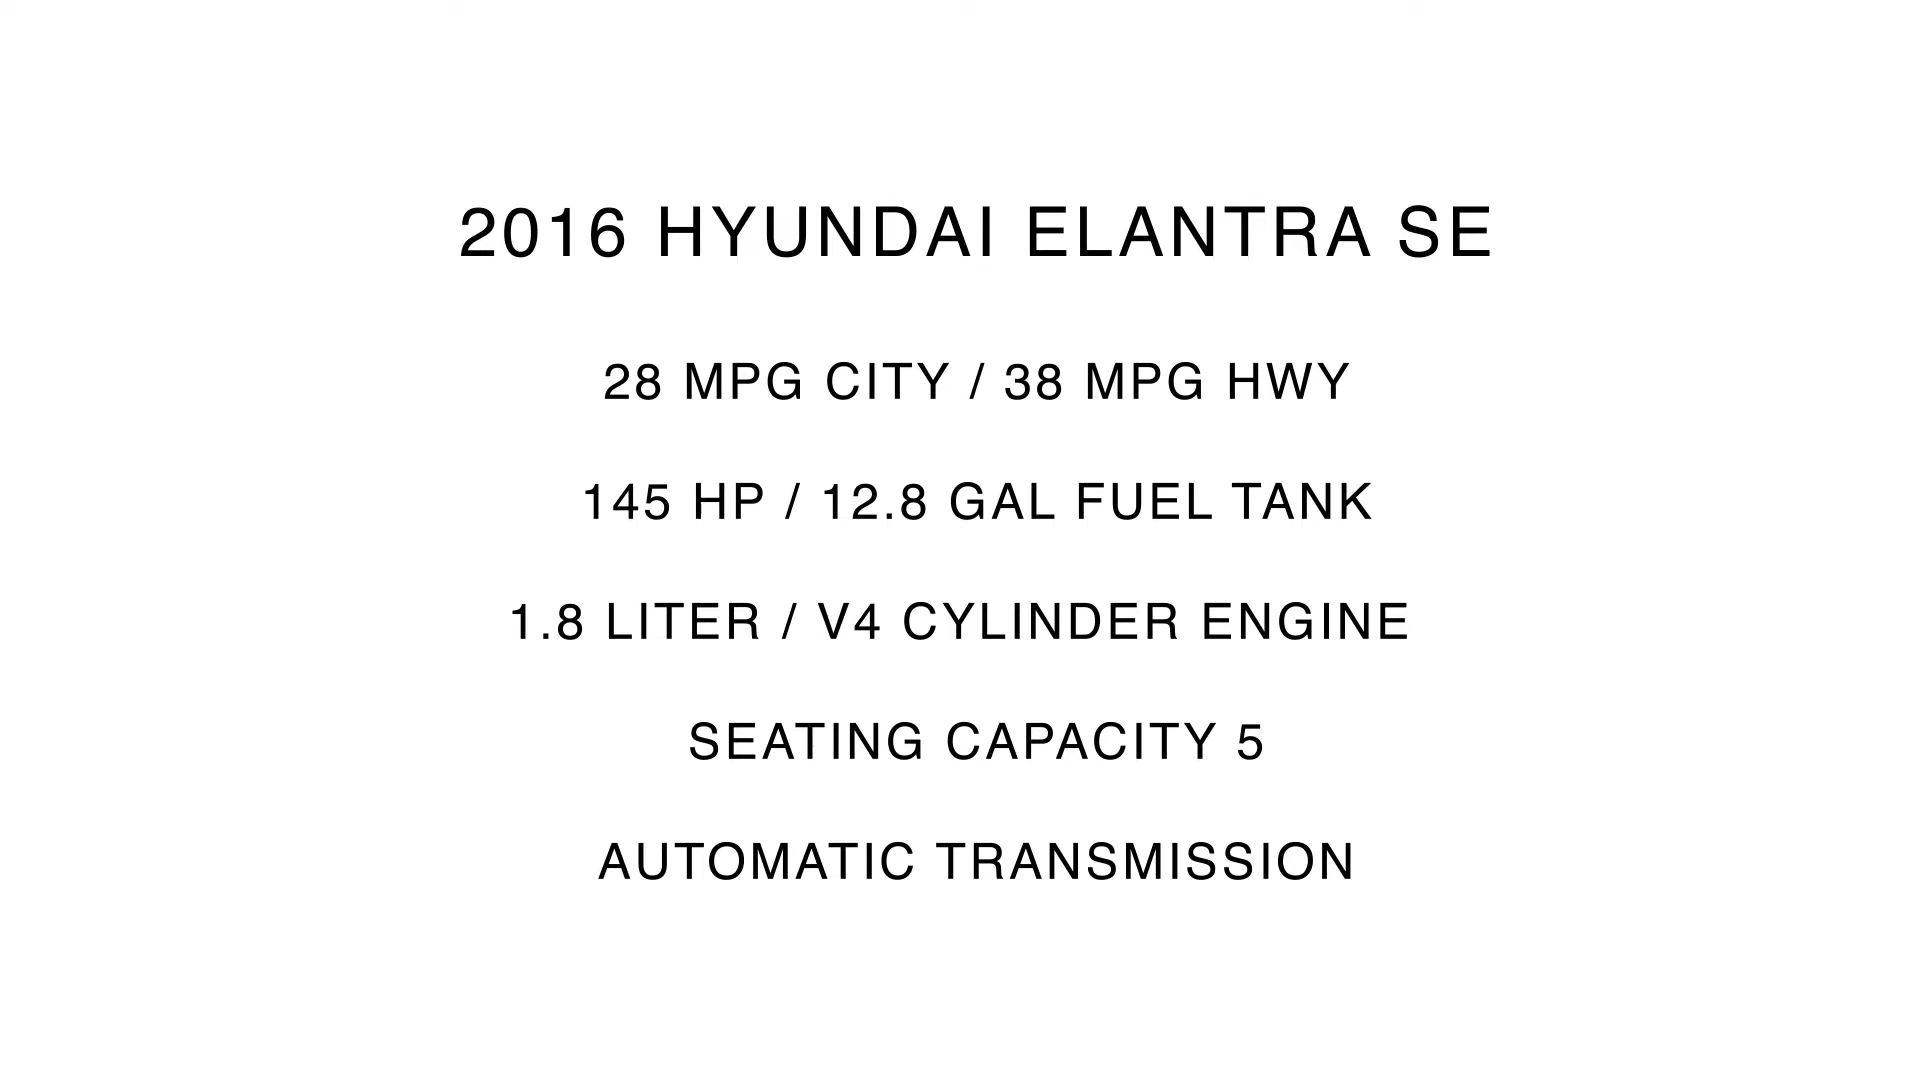 2016 HYUNDAI ELANTRA SE
28 MPG CITY / 38 MPG HWY
145 HP / 12.8 GAL FUEL TANK
1.8 LITER / V4 CYLINDER ENGINE
SEATING CAPACITY 5
AUTOMATIC TRANSMISSION